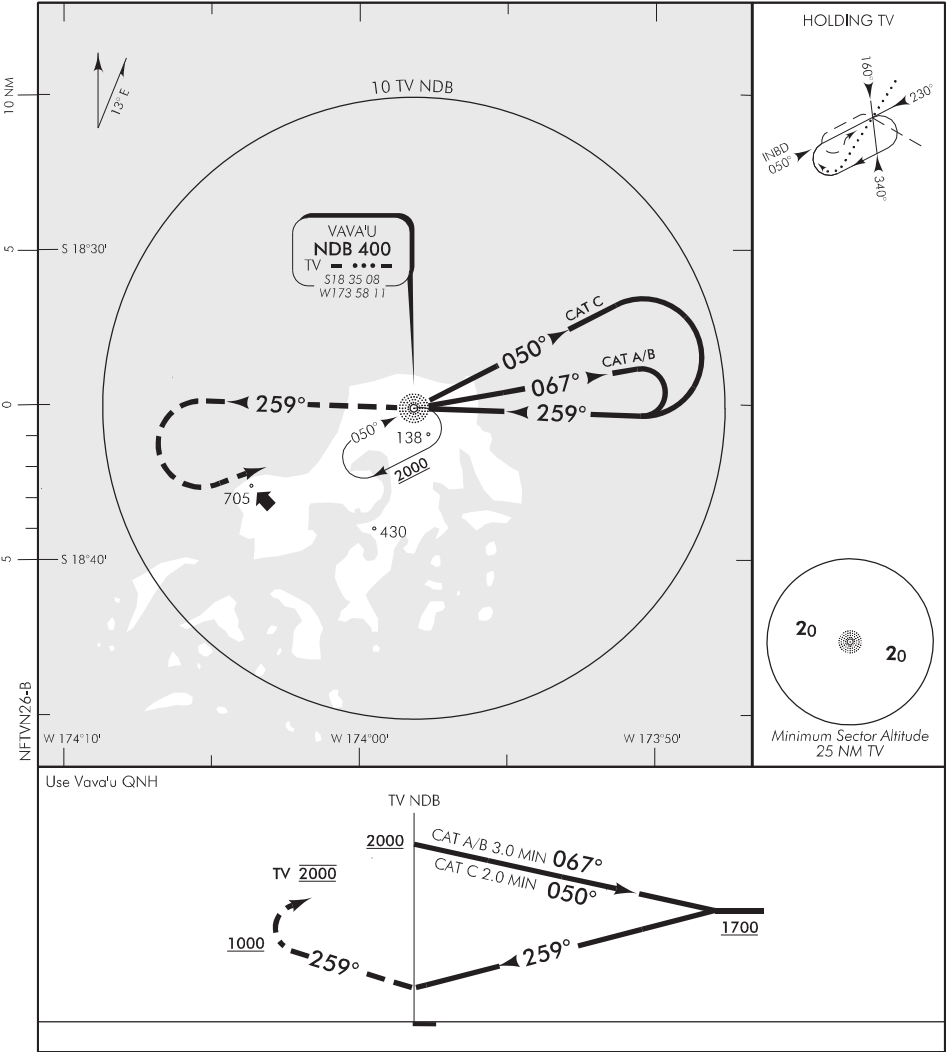 HOLDING TV
160°
230°
INBD
050°
340°
10 NM
13° E
10 TV NDB
VAVA'U
NDB 400
TV
S18 35 08
W173 58 11
5
S 18°30'
CAT C
050°
CAT A/B
067°
0
259°
259°
050°
138
2000
705
430
5
S 18°40'
20
20
NFTVN26-B
W 174°10'
W 174°00'
W 173°50'
Minimum Sector Altitude
25 NM TV
Use Vava'u QNH
TV NDB
2000
CAT A/B 3.0 MIN 067°
CAT C 2.0 MIN 050°
TV 2000
1700
1000
259°
259°